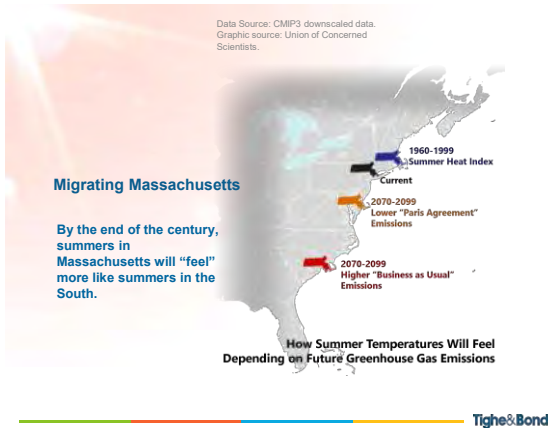 Data Source: CMIP3 downscaled data.
Graphic source: Union of Concerned
Scientists.
1960-1999
Summer Heat Index
Current
Migrating Massachusetts
2070-2099
Lower "Paris Agreement"
Emissions
By the end of the century,
summers in
Massachusetts will “feel”
more like summers in the
South.
2070-2099
Higher "Business as Usual"
Emissions
How Summer Temperatures Will Feel
Depending on Future Greenhouse Gas Emissions
Tighe&Bond